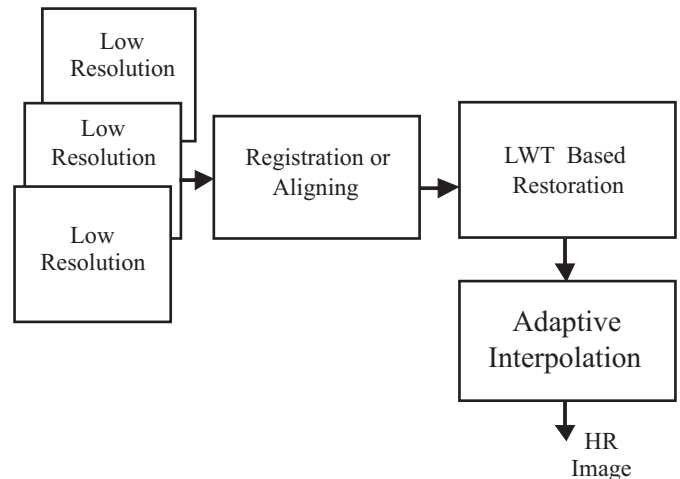 Low
Resolution
Low
Resolution
Low
Resolution
Registration or
Aligning
LWT Based
Restoration
Adaptive
Interpolation
HR
Image